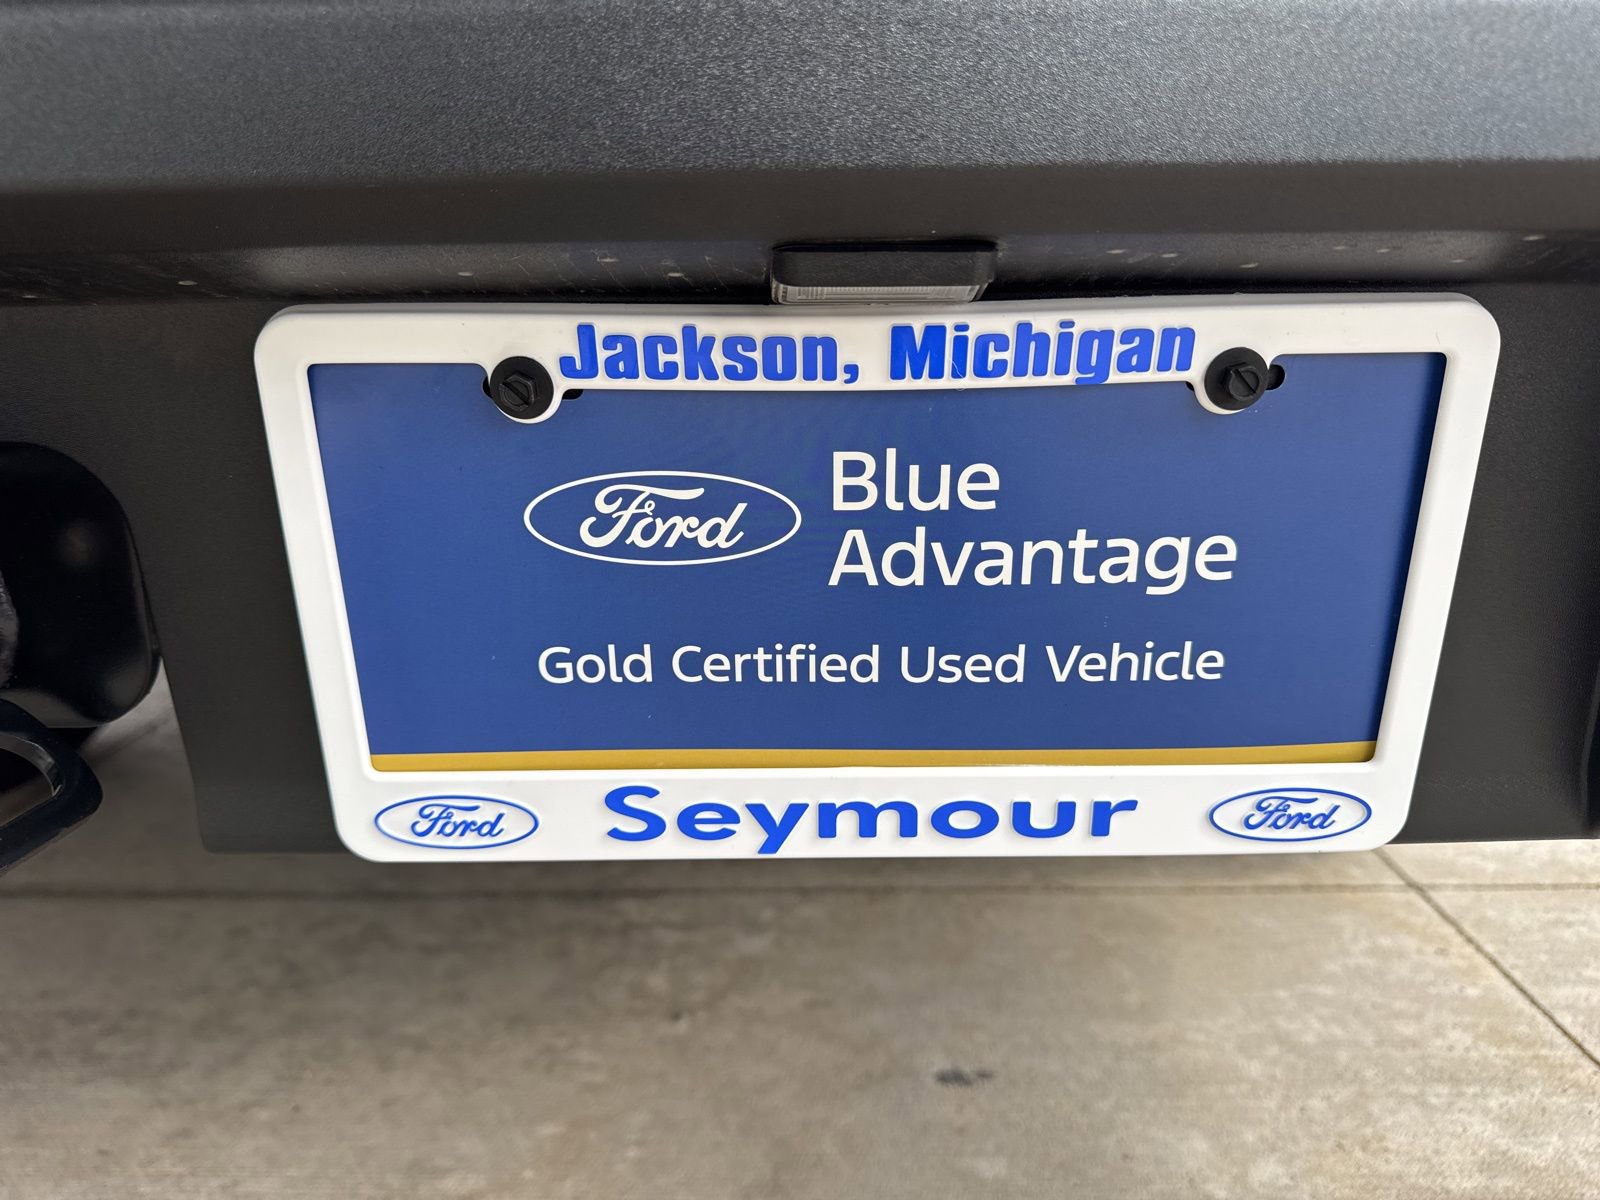 Jackson, Michigan
Ford
Blue
Advantage
Gold Certified Used Vehicle
Ford Seymour Ford